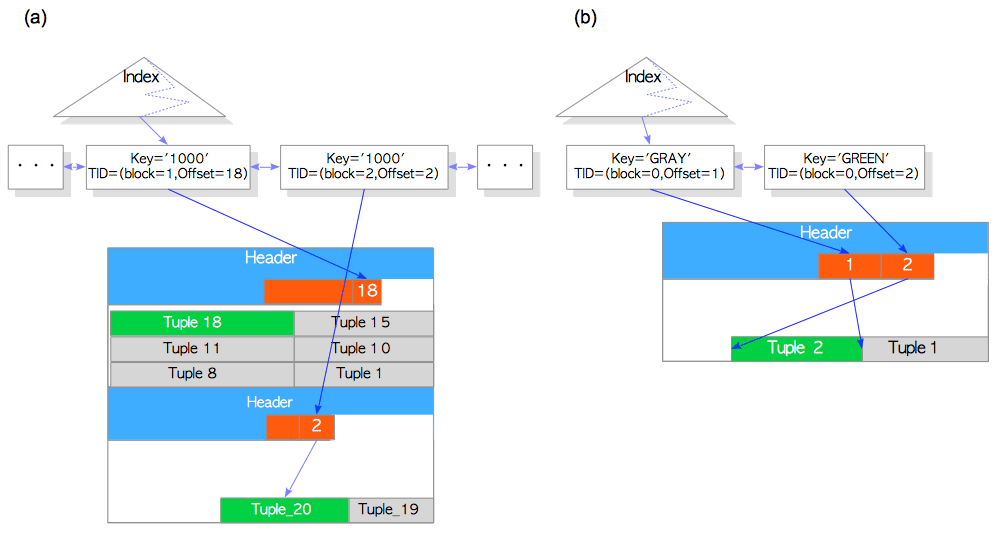 (a)
Index
. . .
Key='1000'
TID=(block=1,Offset=18)
Key='1000'
TID=(block=2,Offset=2)
. . .
Header
18
Tuple 18
Tuple 15
Tuple 11
Tuple 10
Tuple 8
Tuple 1
Header
2
Tuple_20
Tuple_19
(b)
Index
Key='GRAY'
TID=(block=0,Offset=1)
Key='GREEN'
TID=(block=0,Offset=2)
Header
1
2
Tuple 2
Tuple 1